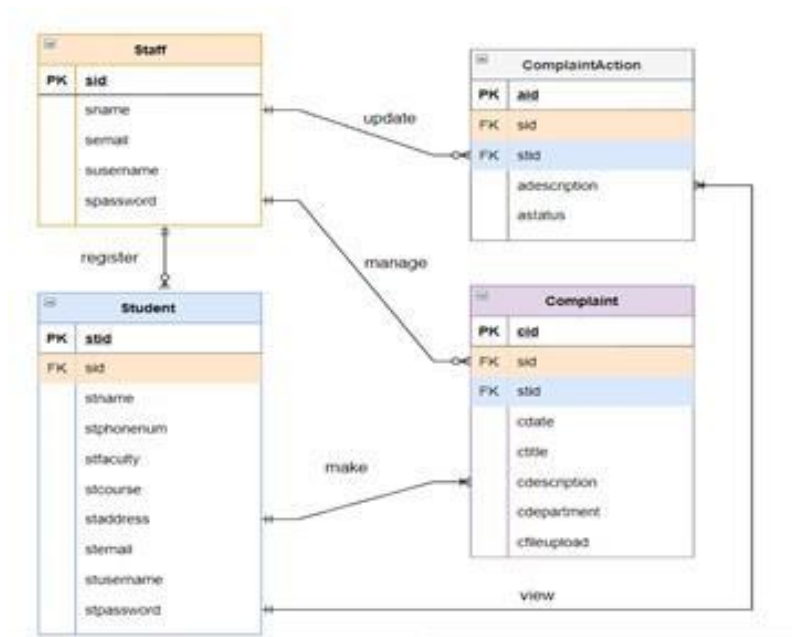 Staff
PK sid
sname
semail
susername
spassword
register
Student
PK stid
FK sid
stname
stphonenum
stfaculty
stcourse
staddress
stemail
stusername
stpassword
update
manage
make
view
ComplaintAction
PK aid
FK sid
FK stid
adescription
astatus
Complaint
PK cid
FK sid
FK stid
cdate
ctitle
cdescription
cdepartment
cfileupload